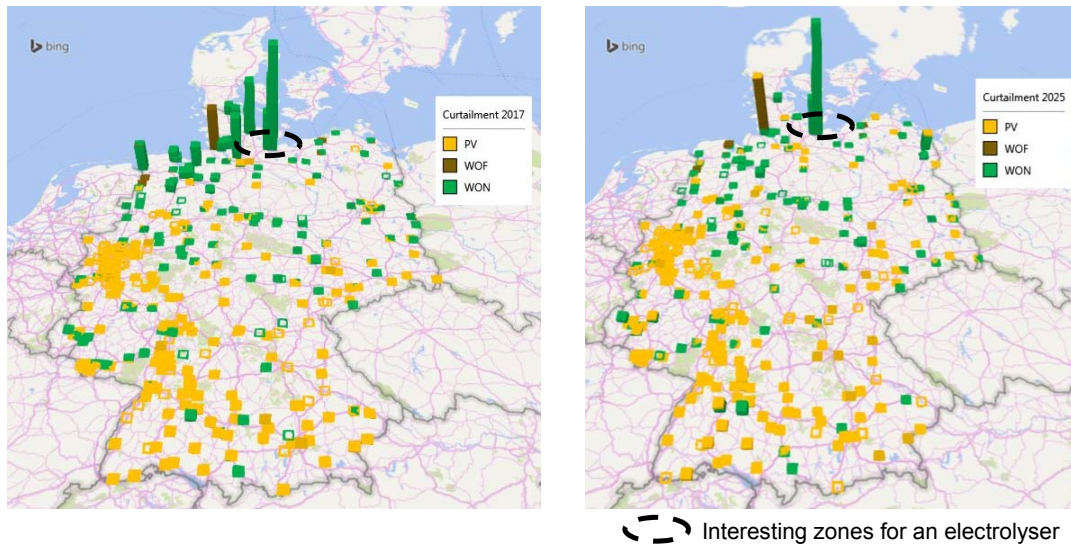 bing
Curtailment 2017
PV
WOF
WON
bing
Curtailment 2025
PV
WOF
WON
Interesting zones for an electrolyser